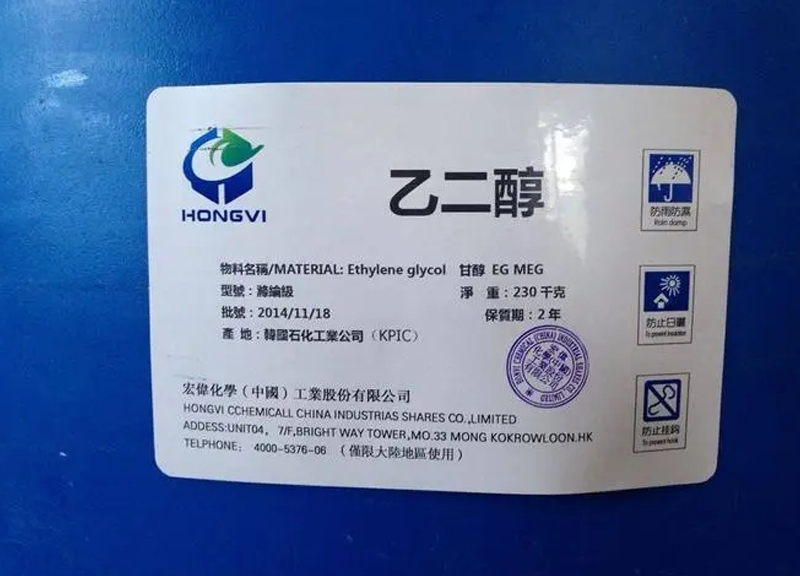 HONGVI
乙二醇
物料名稱/MATERIAL: Ethylene glycol 甘醇 EG MEG
型號：滌綸級 淨 重：230 千克
批號：2014/11/18 保質期：2 年
產 地：韓國石化工業公司（KPIC）
宏偉化學（中國）工業股份有限公司
HONGVI CCHEMICALL CHINA INDUSTRIAS SHARES CO.,LIMITED
ADDESS:UNIT04，7/F,BRIGHT WAY TOWER,MO.33 MONG KOKROWLOON.HK
TELPHONE： 4000-5376-06 （僅限大陸地區使用）
防雨防濕
Rain damp
防止日曬
防止挂鈎